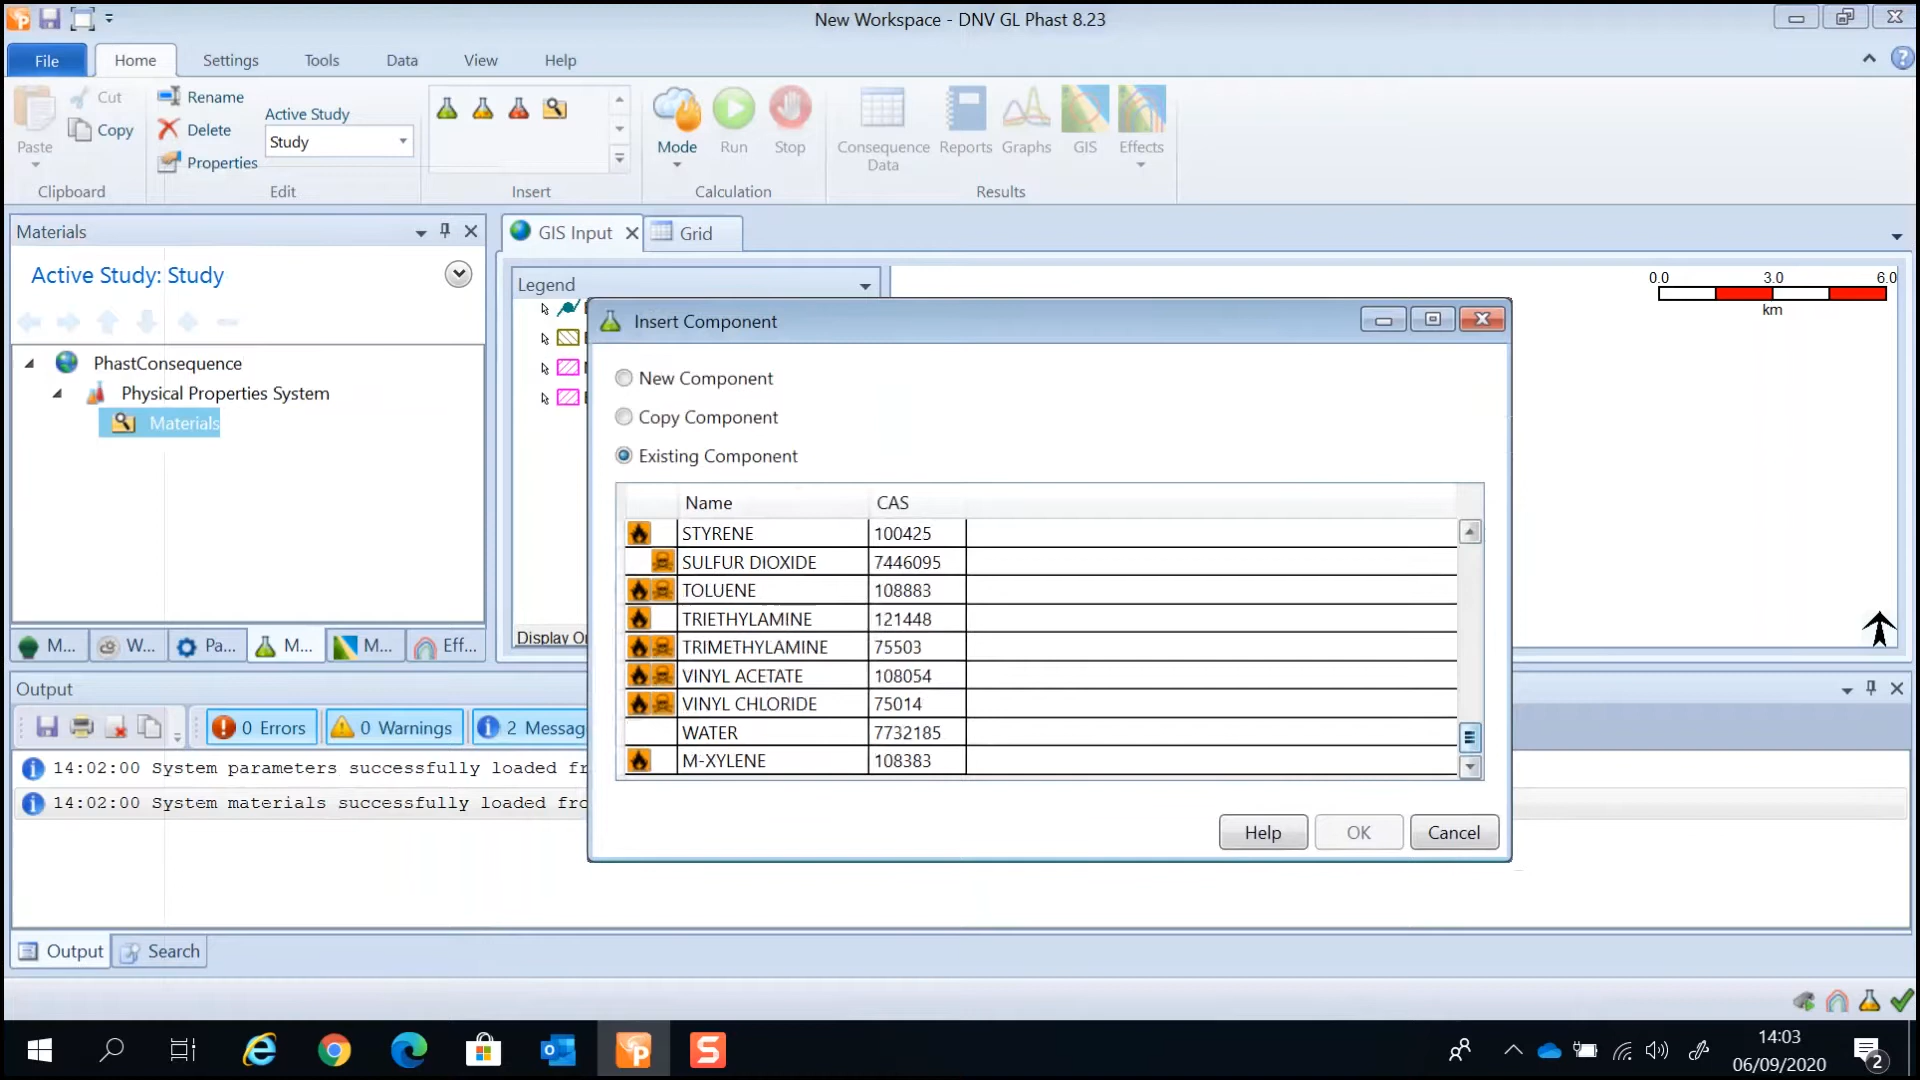 New Workspace - DNV GL Phast 8.23
File
Home
Settings
Tools
Data
View
Help
Paste
Cut
Copy
Clipboard
Rename
Delete
Properties
Active Study
Study
Edit
Insert
Mode
Run
Stop
Calculation
Consequence
Data
Reports
Graphs
GIS
Effects
Results
Materials
Active Study: Study
PhastConsequence
Physical Properties System
Materials
M...
W...
Pa...
M...
M...
Eff...
GIS Input
Grid
Legend
Display
0.0 3.0 6.0
km
Insert Component
New Component
Copy Component
Existing Component
Name CAS
STYRENE 100425
SULFUR DIOXIDE 7446095
TOLUENE 108883
TRIETHYLAMINE 121448
TRIMETHYLAMINE 75503
VINYL ACETATE 108054
VINYL CHLORIDE 75014
WATER 7732185
M-XYLENE 108383
Help
OK
Cancel
Output
0 Errors
0 Warnings
2 Messag
14:02:00 System parameters successfully loaded
14:02:00 System materials successfully loaded
Output
Search
14:03
06/09/2020
2